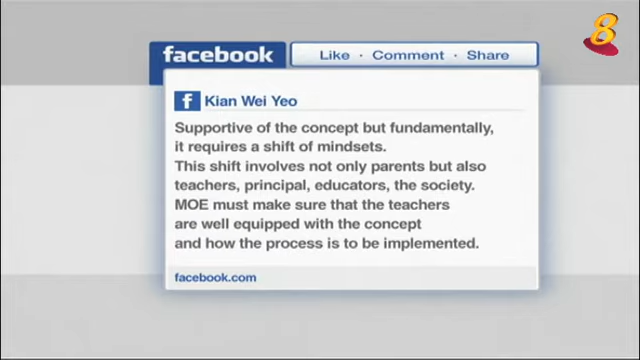 8
facebook
Like · Comment · Share
f Kian Wei Yeo
Supportive of the concept but fundamentally,
it requires a shift of mindsets.
This shift involves not only parents but also
teachers, principal, educators, the society.
MOE must make sure that the teachers
are well equipped with the concept
and how the process is to be implemented.
facebook.com